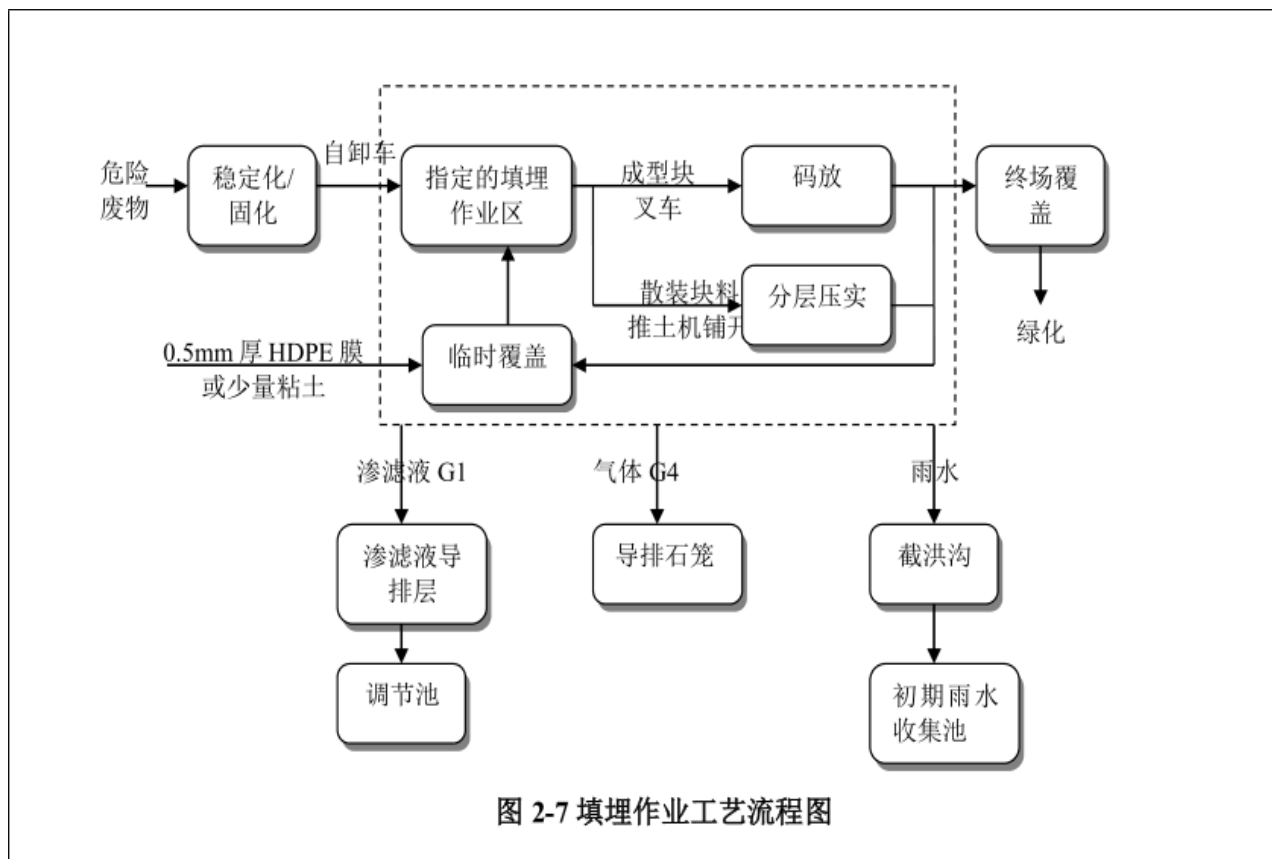 危险
废物
稳定化/
固化
自卸车
指定的填埋
作业区
成型块
叉车
码放
终场覆
盖
散装块料
推土机铺开
分层压实
绿化
0.5mm 厚 HDPE 膜
或少量粘土
临时覆盖
渗滤液 G1
气体 G4
雨水
渗滤液导
排层
导排石笼
截洪沟
调节池
初期雨水
收集池
图 2-7 填埋作业工艺流程图